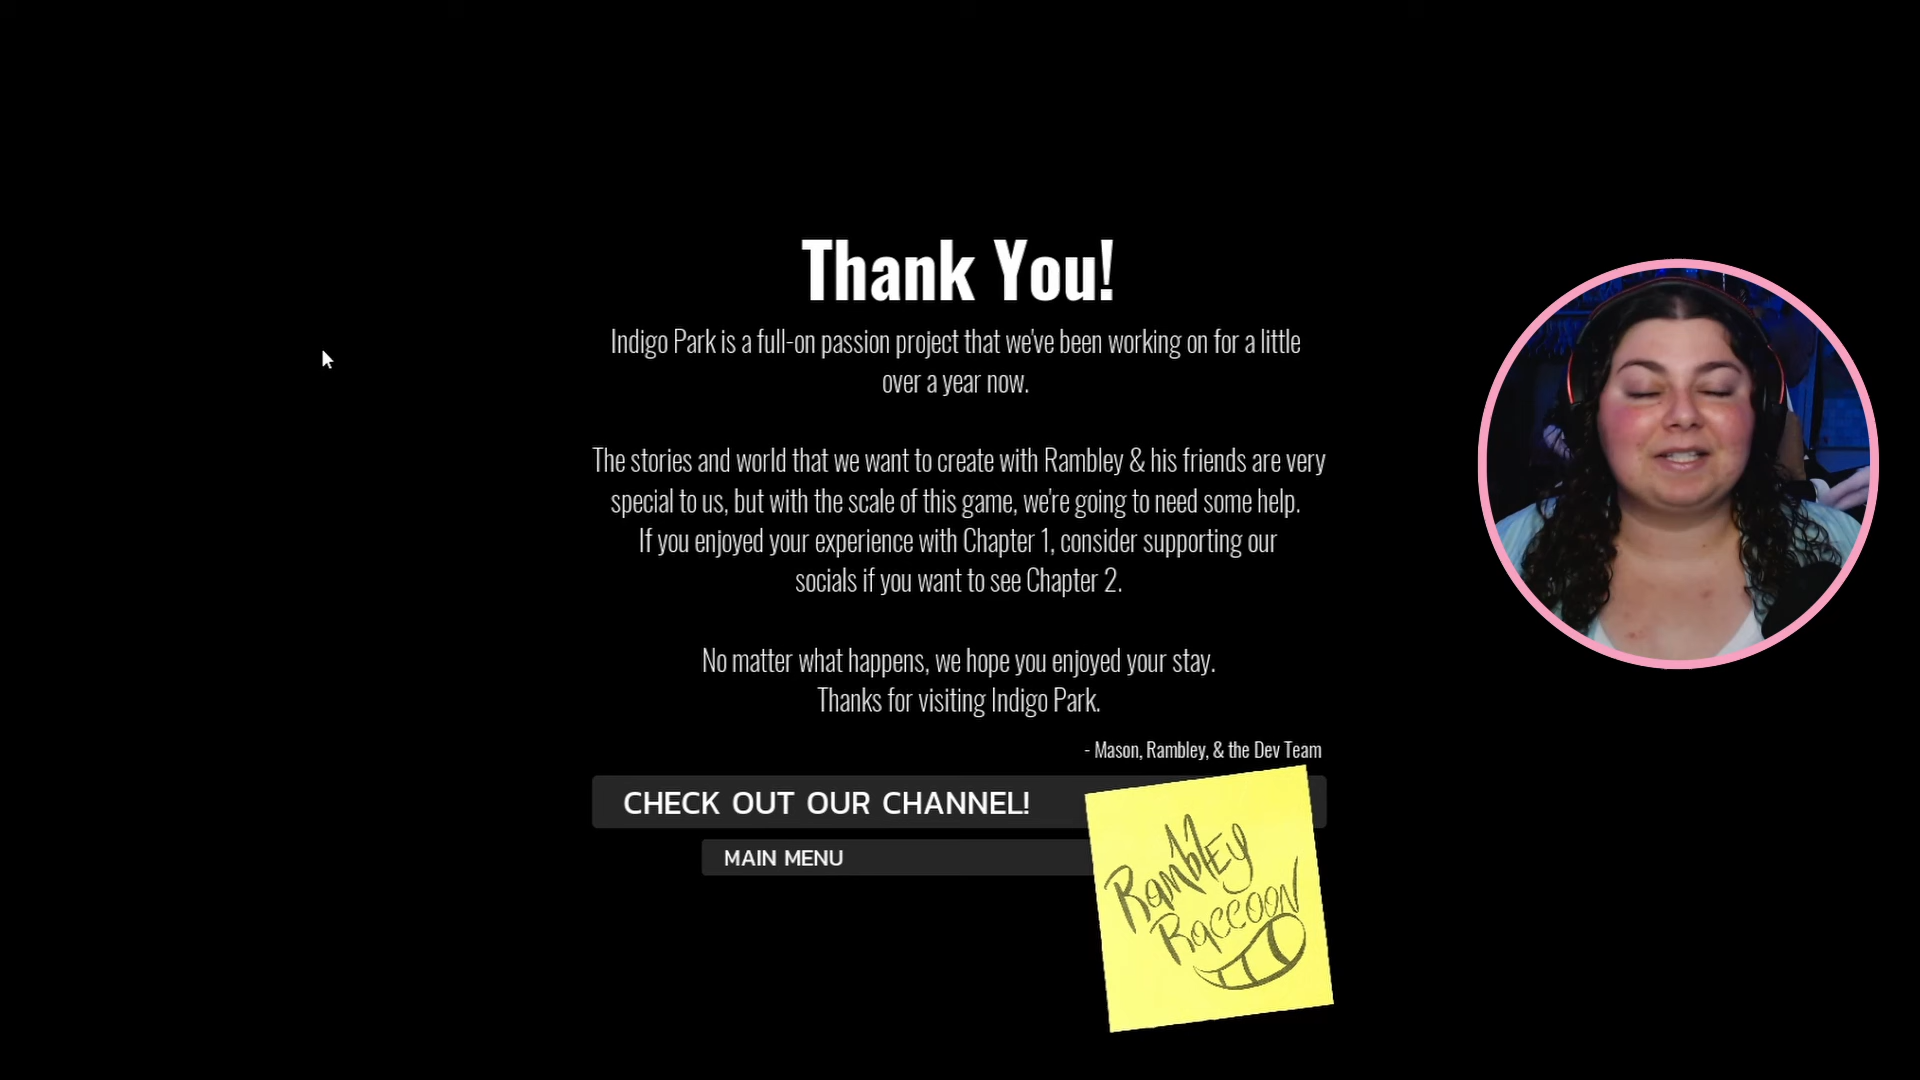 Thank You!
Indigo Park is a full-on passion project that we've been working on for a little
over a year now.
The stories and world that we want to create with Rambley & his friends are very
special to us, but with the scale of this game, we're going to need some help.
If you enjoyed your experience with Chapter 1, consider supporting our
socials if you want to see Chapter 2.
No matter what happens, we hope you enjoyed your stay.
Thanks for visiting Indigo Park.
- Mason, Rambley, & the Dev Team
CHECK OUT OUR CHANNEL!
MAIN MENU
Rambley
Raccoon